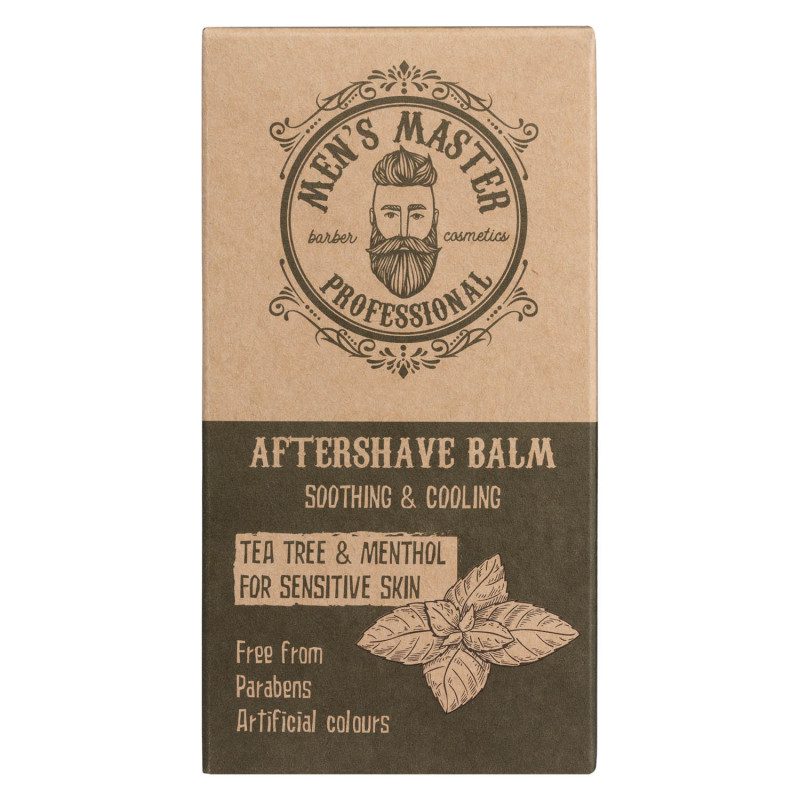 MEN'S MASTER
barber cosmetics
PROFESSIONAL
AFTERSHAVE BALM
SOOTHING & COOLING
TEA TREE & MENTHOL
FOR SENSITIVE SKIN
Free from
Parabens
Artificial colours